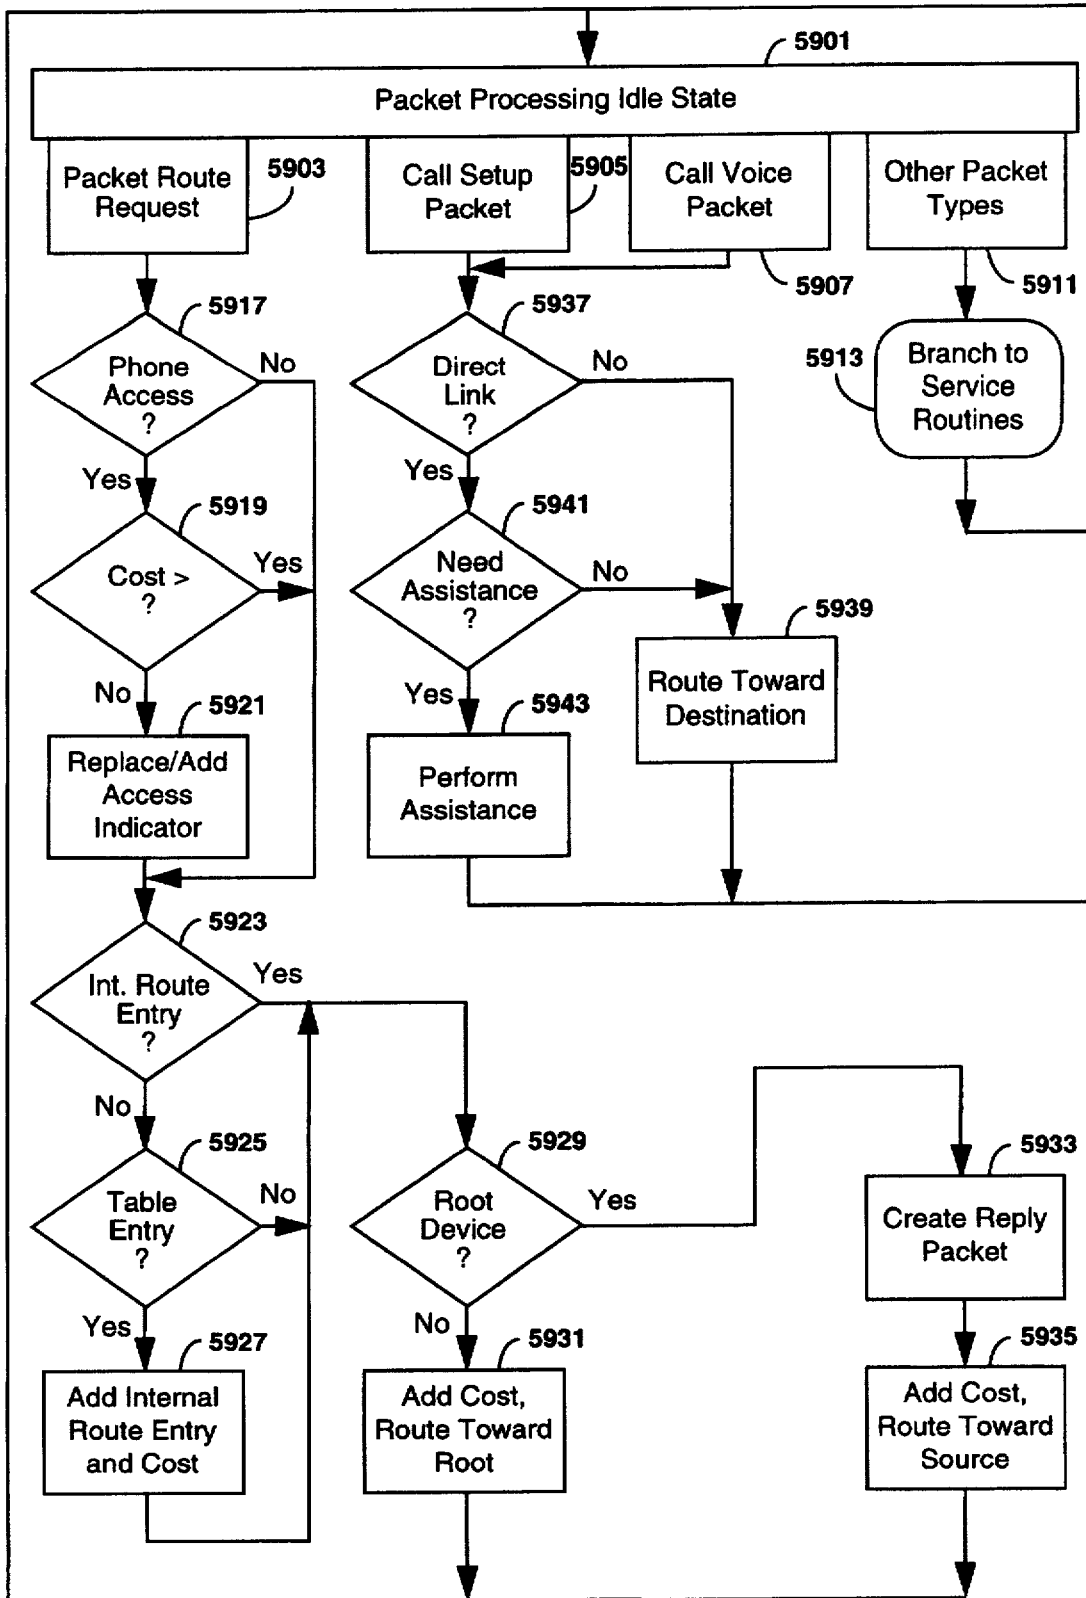 5901
Packet Processing Idle State
Packet Route
Request
5903
Call Setup
Packet
5905
Call Voice
Packet
5907
Other Packet
Types
5911
5917
Phone
Access
?
No
Yes
5937
Direct
Link
?
No
Yes
5913
Branch to
Service
Routines
5919
Cost >
?
Yes
No
5941
Need
Assistance
?
No
Yes
5939
Route Toward
Destination
5921
Replace/Add
Access
Indicator
5943
Perform
Assistance
5923
Int. Route
Entry
?
Yes
No
5925
Table
Entry
?
No
Yes
5929
Root
Device
?
Yes
No
5933
Create Reply
Packet
5927
Add Internal
Route Entry
and Cost
5931
Add Cost,
Route Toward
Root
5935
Add Cost,
Route Toward
Source